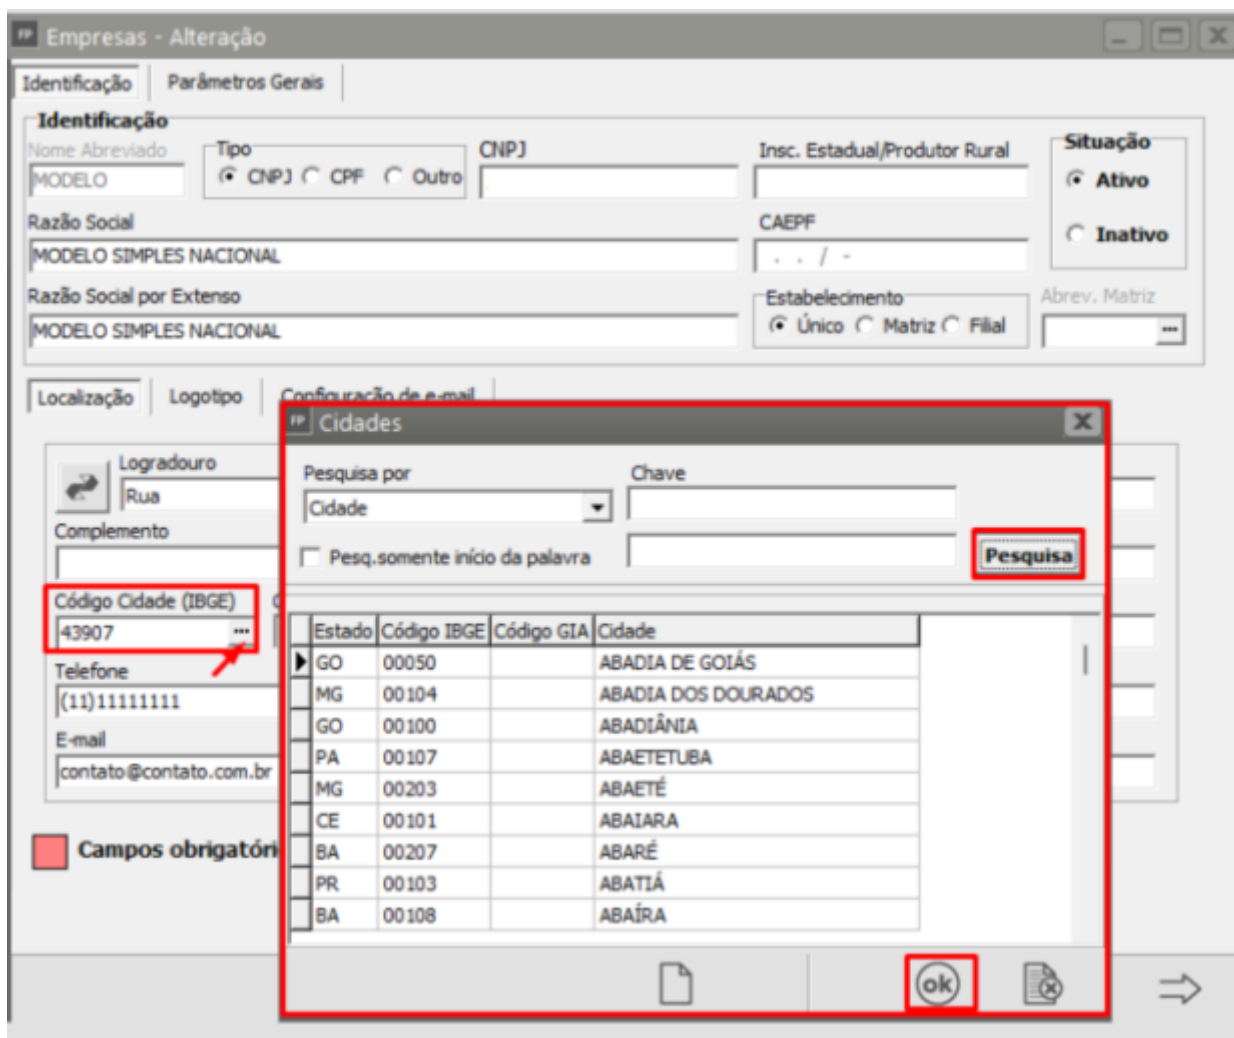 FP Empresas - Alteração
Identificação Parâmetros Gerais
Identificação
Nome Abreviado Tipo CNPJ Insc. Estadual/Produtor Rural Situação
MODELO CNPJ CPF Outro Ativo
Razão Social CAEPF Inativo
MODELO SIMPLES NACIONAL . . / -
Razão Social por Extenso Estabelecimento Abrev. Matriz
MODELO SIMPLES NACIONAL Único Matriz Filial ...
Localização Logotipo Configuração de e-mail
FP Cidades
Logradouro Pesquisa por Chave
Rua Cidade
Complemento Pesq.somente início da palavra Pesquisa
Código Cidade (IBGE)
43907 ...
Estado Código IBGE Código GIA Cidade
GO 00050 ABADIA DE GOIÁS
Telefone
(11)11111111 MG 00104 ABADIA DOS DOURADOS
GO 00100 ABADIÂNIA
E-mail
PA 00107 ABAETETUBA
contato@contato.com.br
MG 00203 ABAETÉ
CE 00101 ABAIARA
Campos obrigatóri BA 00207 ABARÉ
PR 00103 ABATIÁ
BA 00108 ABAÍRA
ok